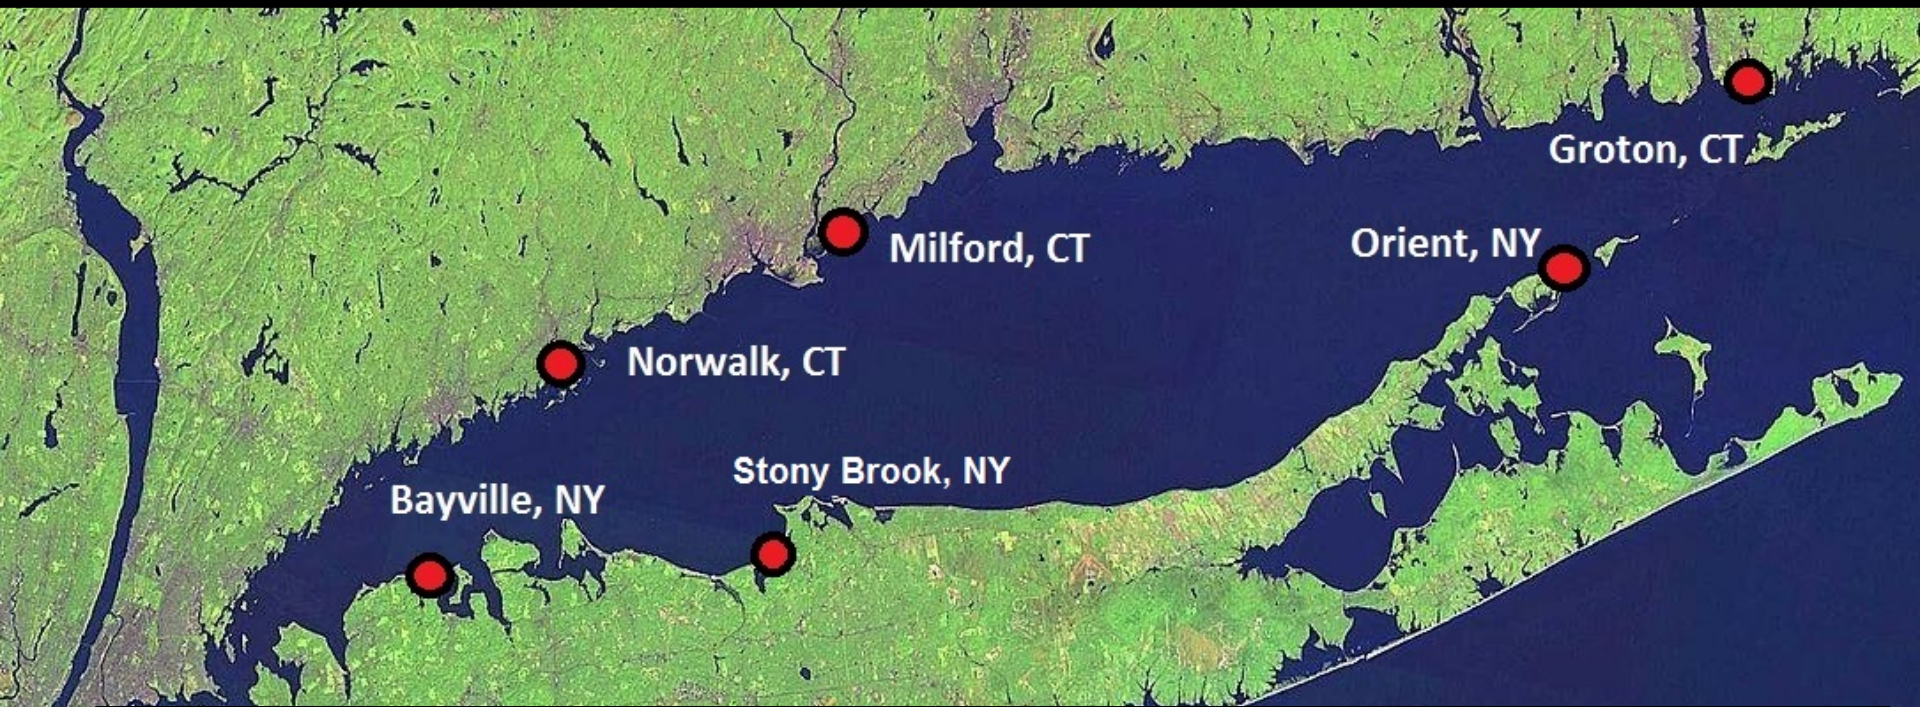 Groton, CT
Orient, NY
Milford, CT
Norwalk, CT
Stony Brook, NY
Bayville, NY